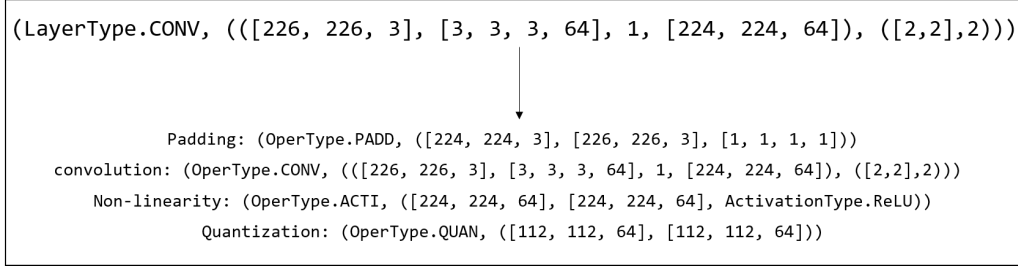 (LayerType.CONV, (([226, 226, 3], [3, 3, 3, 64], 1, [224, 224, 64]), ([2,2],2)))
Padding: (OperType.PADD, ([224, 224, 3], [226, 226, 3], [1, 1, 1, 1]))
convolution: (OperType.CONV, (([226, 226, 3], [3, 3, 3, 64], 1, [224, 224, 64]), ([2,2],2)))
Non-linearity: (OperType.ACTI, ([224, 224, 64], [224, 224, 64], ActivationType.ReLU))
Quantization: (OperType.QUAN, ([112, 112, 64], [112, 112, 64]))